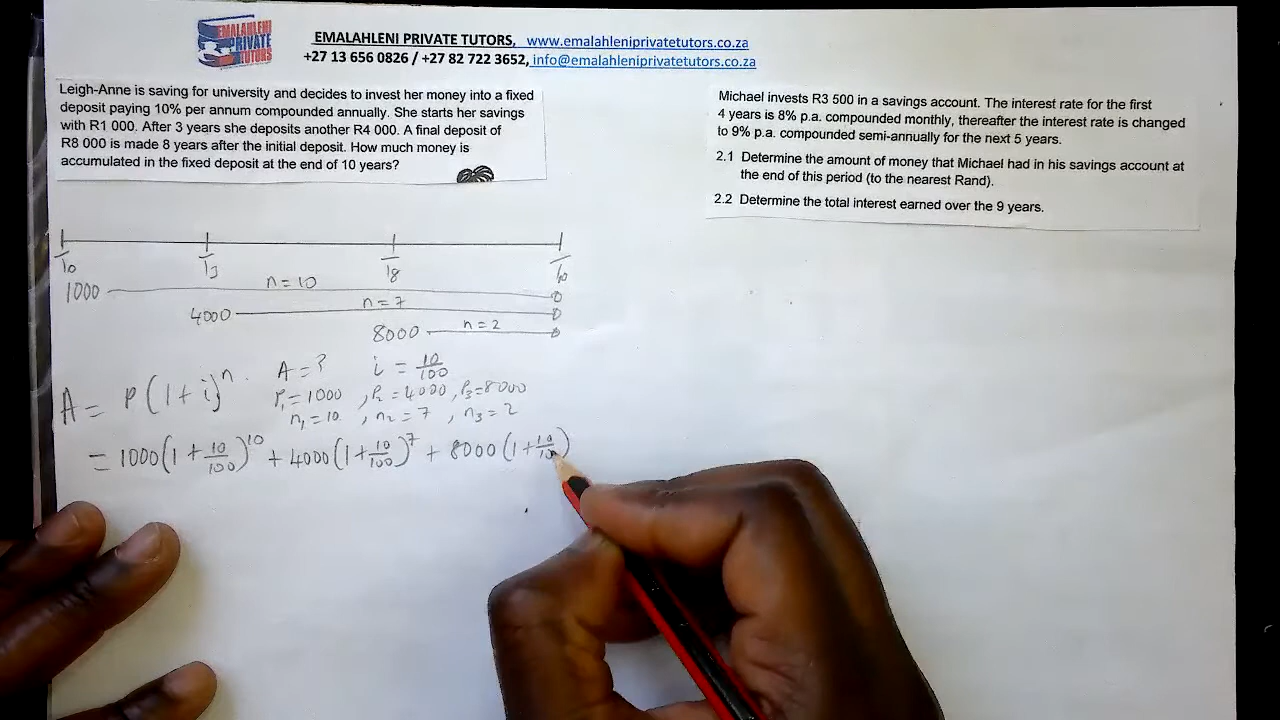 EMALAHLENI
PRIVATE
TUTORS
EMALAHLENI PRIVATE TUTORS, www.emalahleniprivatetutors.co.za
+27 13 656 0826 / +27 82 722 3652, info@emalahleniprivatetutors.co.za
Leigh-Anne is saving for university and decides to invest her money into a fixed
deposit paying 10% per annum compounded annually. She starts her savings
with R1 000. After 3 years she deposits another R4 000. A final deposit of
R8 000 is made 8 years after the initial deposit. How much money is
accumulated in the fixed deposit at the end of 10 years?
T0 T3 T8 T10
n = 10
1000
n = 7
4000
n = 2
8000
A = P(1 + i)^n
A = ? i = 10/100
P1 = 1000, P2 = 4000, P3 = 8000
n1 = 10, n2 = 7, n3 = 2
= 1000(1 + 10/100)^10 + 4000(1 + 10/100)^7 + 8000(1 + 10/100)
Michael invests R3 500 in a savings account. The interest rate for the first
4 years is 8% p.a. compounded monthly, thereafter the interest rate is changed
to 9% p.a. compounded semi-annually for the next 5 years.
2.1 Determine the amount of money that Michael had in his savings account at
the end of this period (to the nearest Rand).
2.2 Determine the total interest earned over the 9 years.